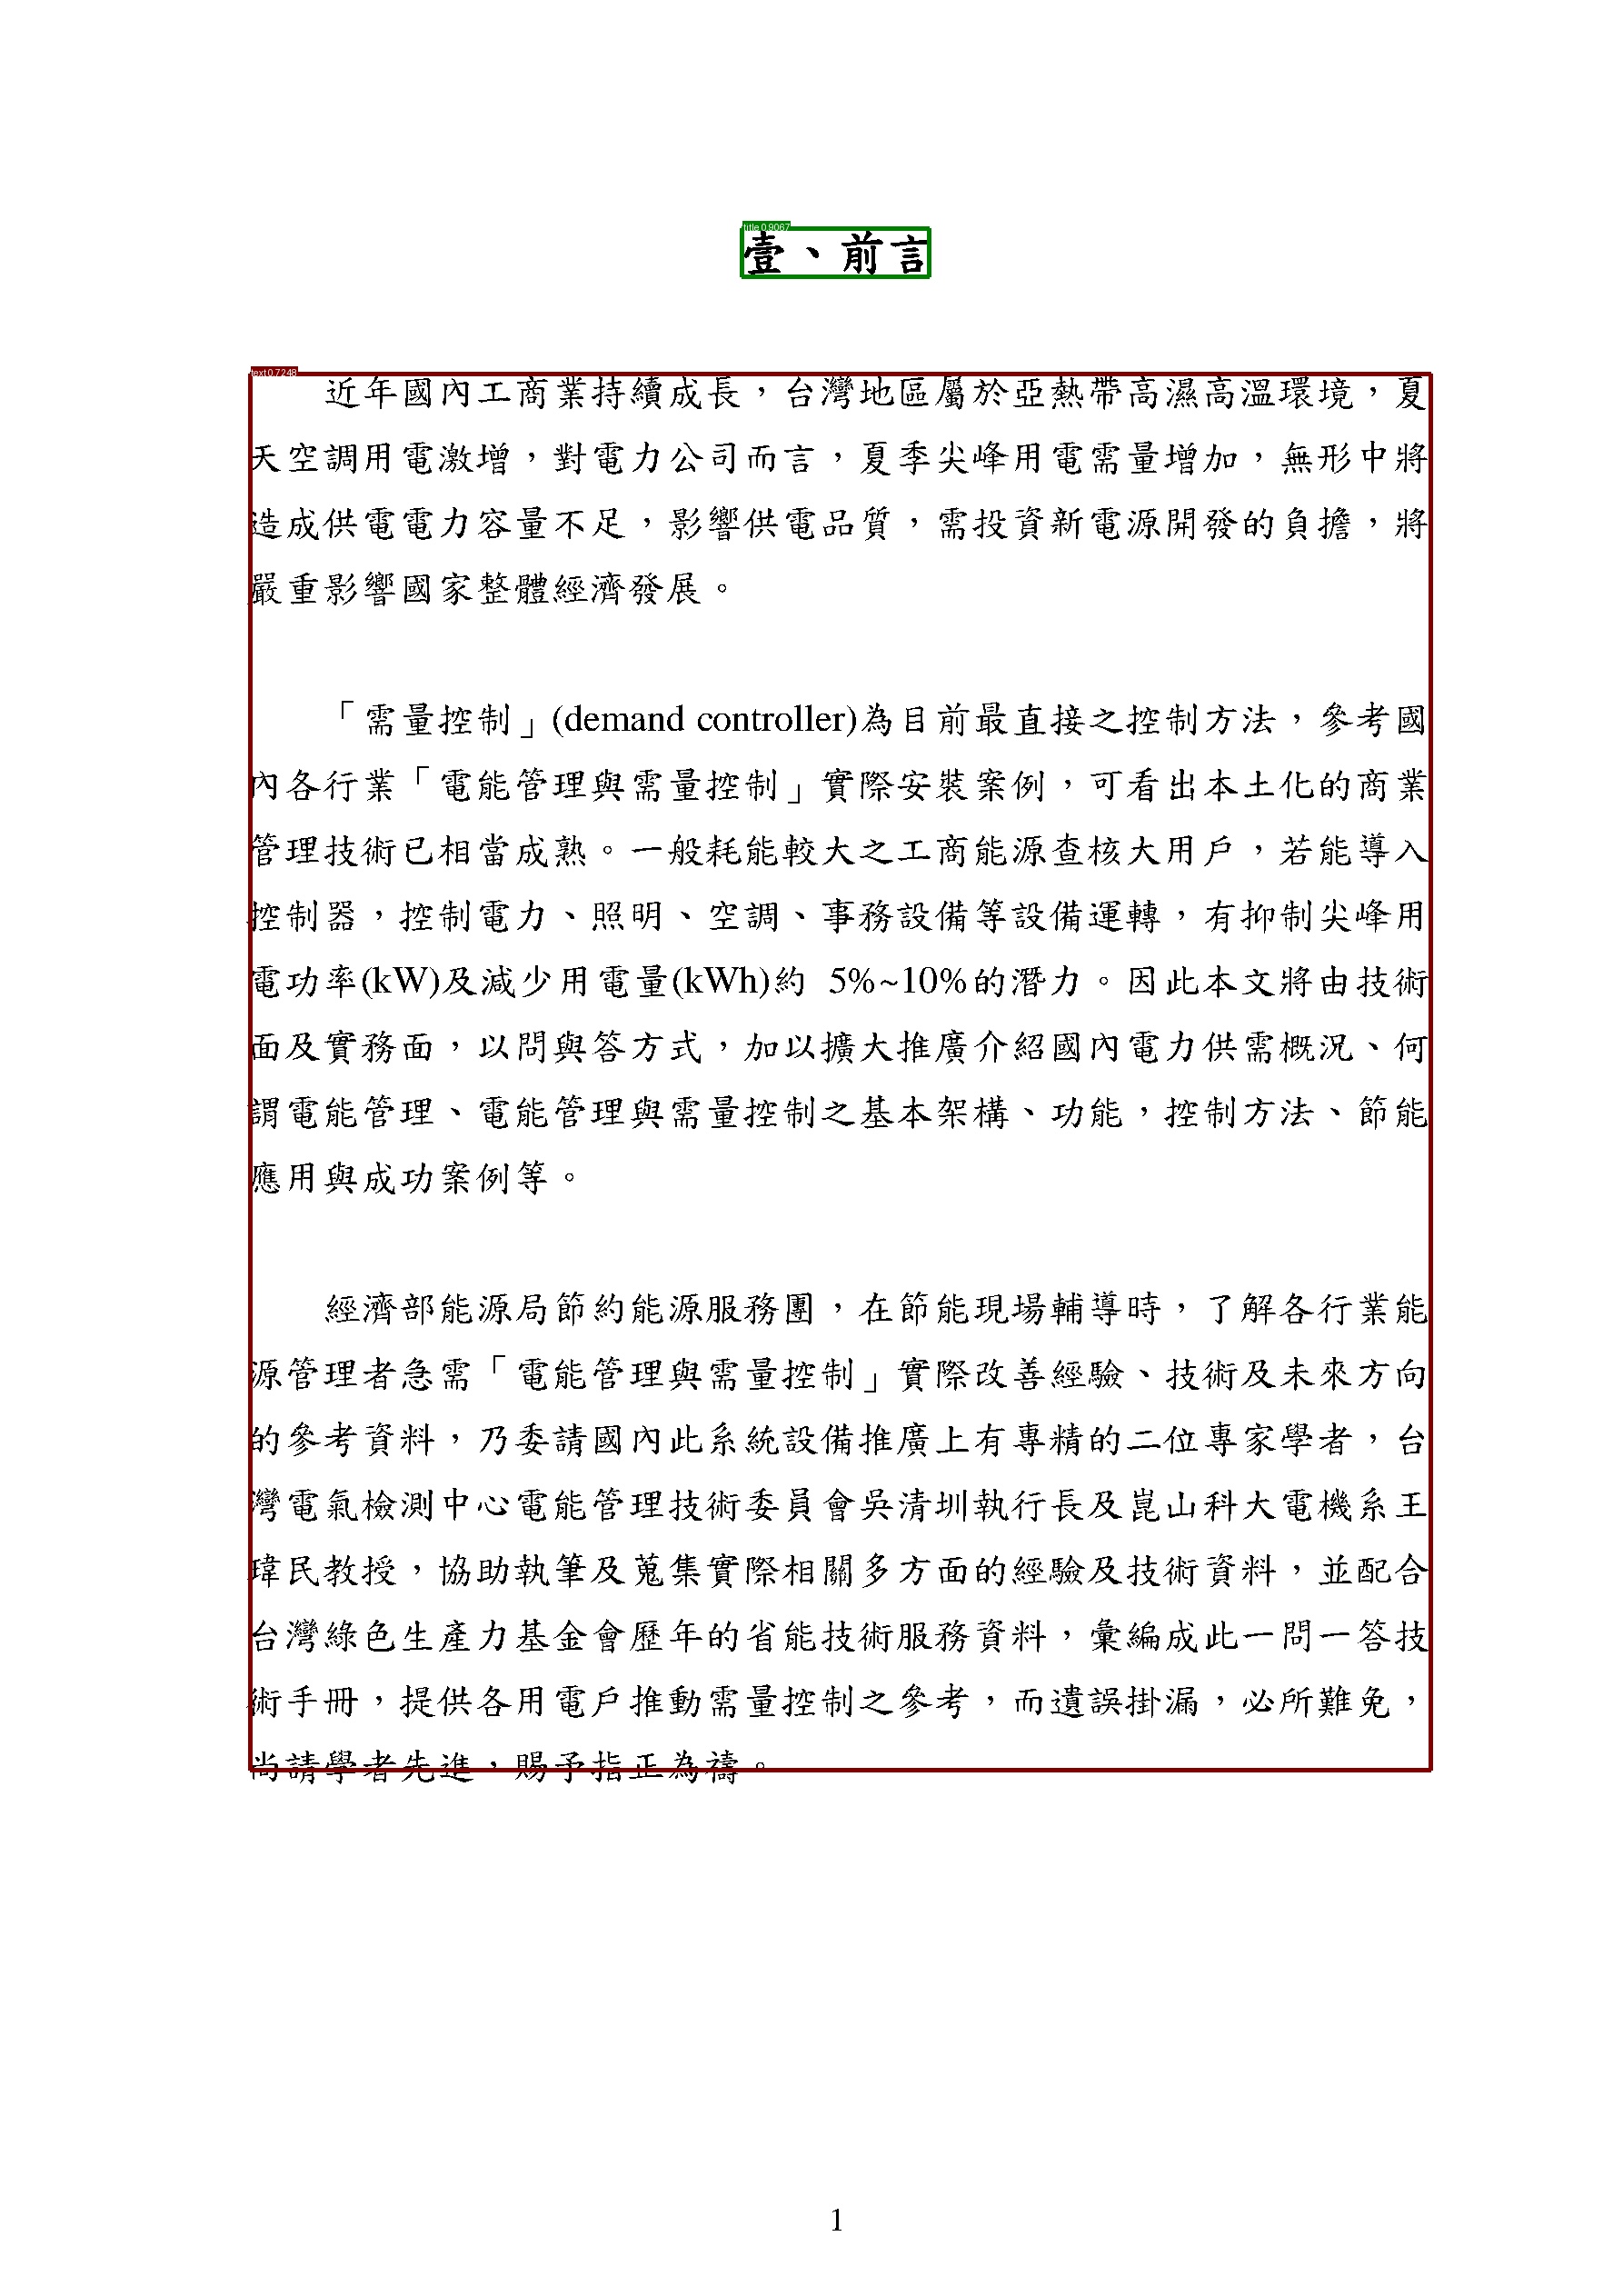 title 0.9067
壹、前言
text 0.7248
近年國內工商業持續成長，台灣地區屬於亞熱帶高濕高溫環境，夏
天空調用電激增，對電力公司而言，夏季尖峰用電需量增加，無形中將
造成供電電力容量不足，影響供電品質，需投資新電源開發的負擔，將
嚴重影響國家整體經濟發展。
「需量控制」(demand controller)為目前最直接之控制方法，參考國
內各行業「電能管理與需量控制」實際安裝案例，可看出本土化的商業
管理技術已相當成熟。一般耗能較大之工商能源查核大用戶，若能導入
控制器，控制電力、照明、空調、事務設備等設備運轉，有抑制尖峰用
電功率(kW)及減少用電量(kWh)約 5%~10%的潛力。因此本文將由技術
面及實務面，以問與答方式，加以擴大推廣介紹國內電力供需概況、何
謂電能管理、電能管理與需量控制之基本架構、功能，控制方法、節能
應用與成功案例等。
經濟部能源局節約能源服務團，在節能現場輔導時，了解各行業能
源管理者急需「電能管理與需量控制」實際改善經驗、技術及未來方向
的參考資料，乃委請國內此系統設備推廣上有專精的二位專家學者，台
灣電氣檢測中心電能管理技術委員會吳清圳執行長及崑山科大電機系王
瑋民教授，協助執筆及蒐集實際相關多方面的經驗及技術資料，並配合
台灣綠色生產力基金會歷年的省能技術服務資料，彙編成此一問一答技
術手冊，提供各用電戶推動需量控制之參考，而遺誤掛漏，必所難免，
尚請學者先進，賜予指正為禱。
1